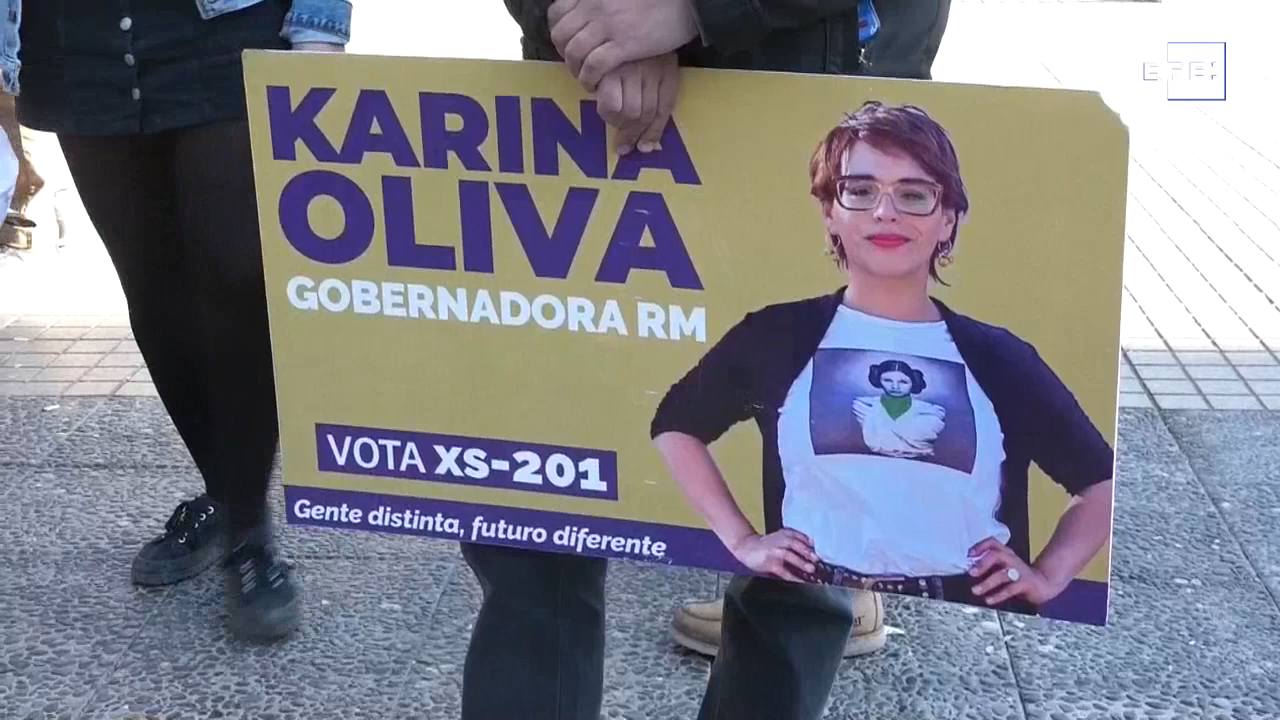 KARINA
OLIVA
GOBERNADORA RM
VOTA XS-201
Gente distinta, futuro diferente
EFE: